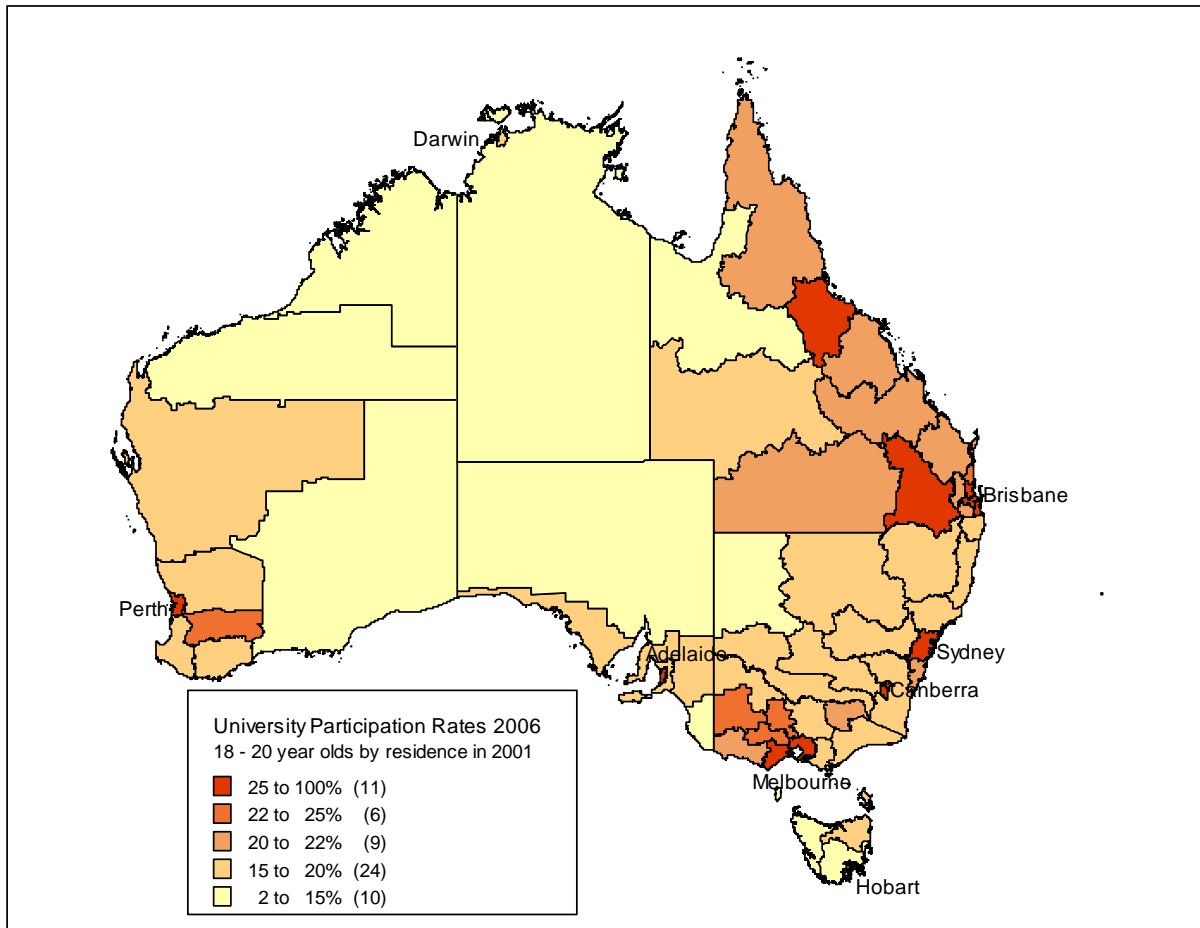 Darwin
Brisbane
Perth
Adelaide
Sydney
Canberra
Melbourne
Hobart
University Participation Rates 2006
18 - 20 year olds by residence in 2001
25 to 100% (11)
22 to 25% (6)
20 to 22% (9)
15 to 20% (24)
2 to 15% (10)